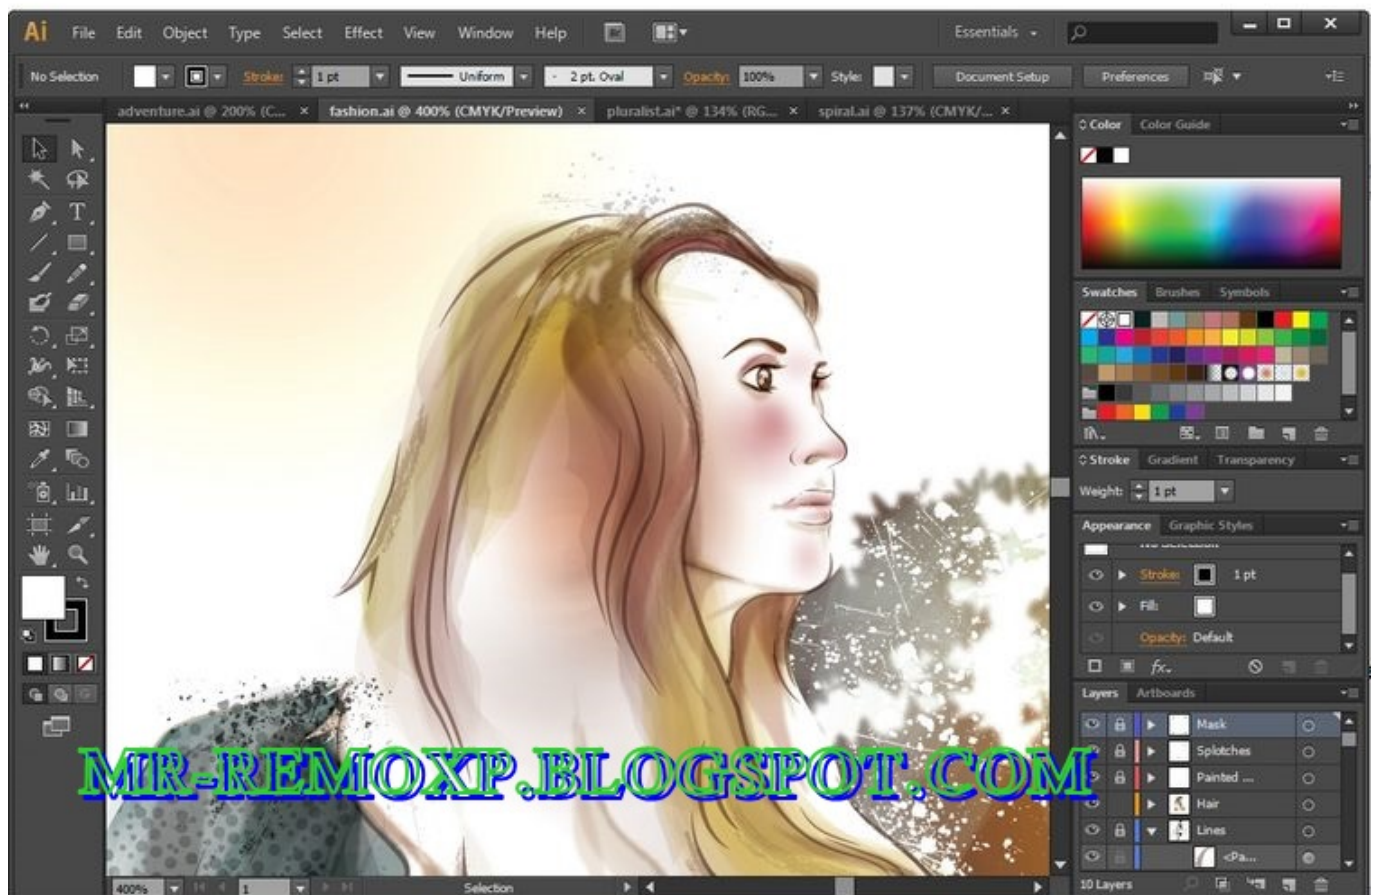 Ai File Edit Object Type Select Effect View Window Help Essentials
No Selection Stroke: 1 pt Uniform 2 pt. Oval Opacity: 100% Style: Document Setup Preferences
adventure.ai @ 200% (C... × fashion.ai @ 400% (CMYK/Preview) × pluralist.ai* @ 134% (RG... × spiral.ai @ 137% (CMYK/... ×
Color Color Guide
Swatches Brushes Symbols
Stroke Gradient Transparency
Weight: 1 pt
Appearance Graphic Styles
Stroke: 1 pt
Fill:
Opacity: Default
fx.
Layers Artboards
Mask
Splotches
Painted ...
Hair
Lines
<Pa...
10 Layers
MR-REMOXP.BLOGSPOT.COM
400% 1 Selection